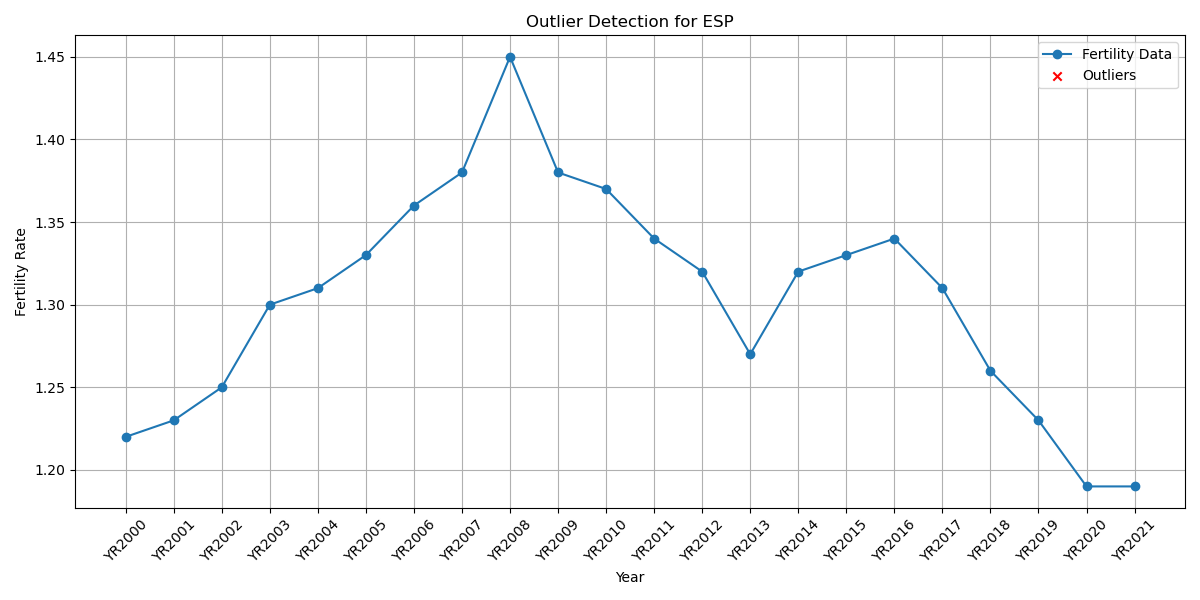 Outlier Detection for ESP
Fertility Data
Outliers
1.45
1.40
1.35
1.30
1.25
1.20
Fertility Rate
YR2000
YR2001
YR2002
YR2003
YR2004
YR2005
YR2006
YR2007
YR2008
YR2009
YR2010
YR2011
YR2012
YR2013
YR2014
YR2015
YR2016
YR2017
YR2018
YR2019
YR2020
YR2021
Year